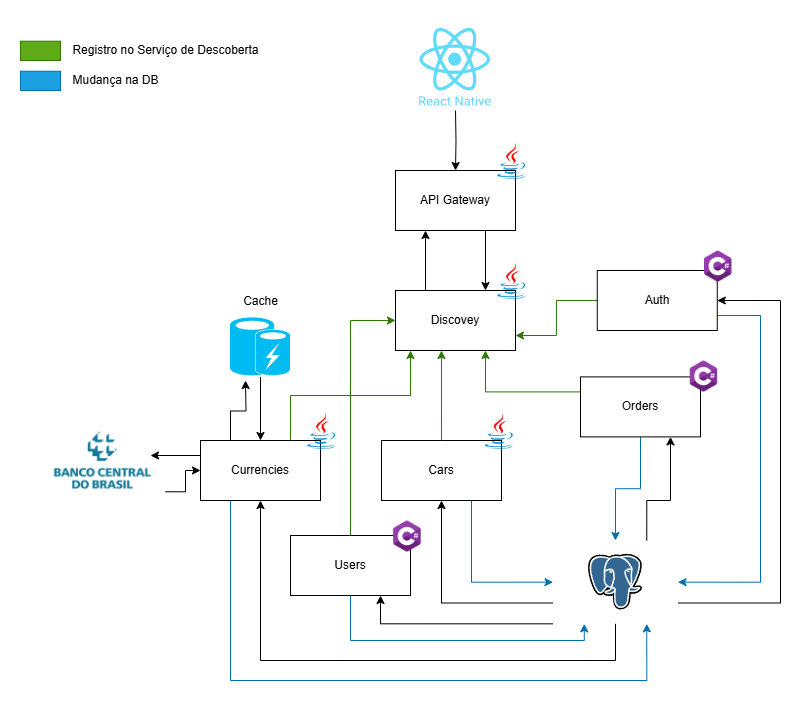 Registro no Serviço de Descoberta
Mudança na DB
React Native
API Gateway
Discovey
C#
Auth
Cache
C#
Orders
BANCO CENTRAL
DO BRASIL
Currencies
Cars
C#
Users